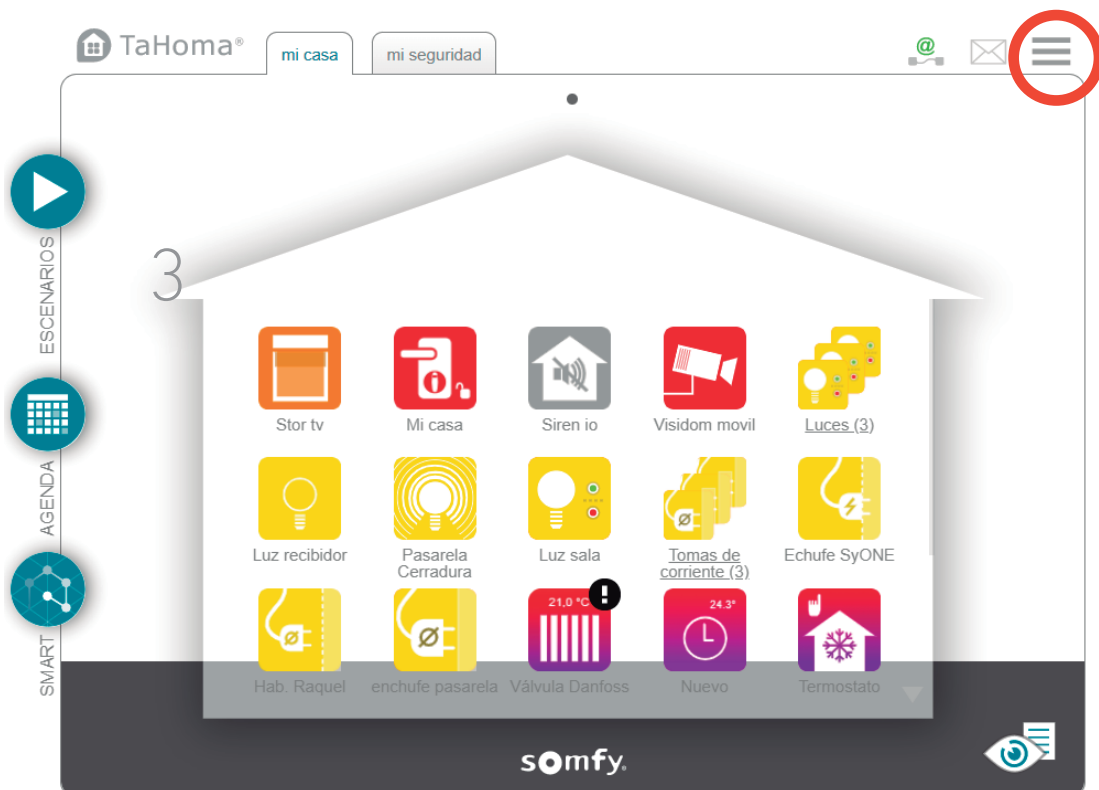 TaHoma®
mi casa
mi seguridad
@
ESCENARIOS
AGENDA
SMART
3
Stor tv
Mi casa
Siren io
Visidom movil
Luces (3)
Luz recibidor
Pasarela
Cerradura
Luz sala
Tomas de
corriente (3)
Echufe SyONE
21,0 °C
24.3°
Hab. Raquel
enchufe pasarela
Válvula Danfoss
Nuevo
Termostato
somfy.